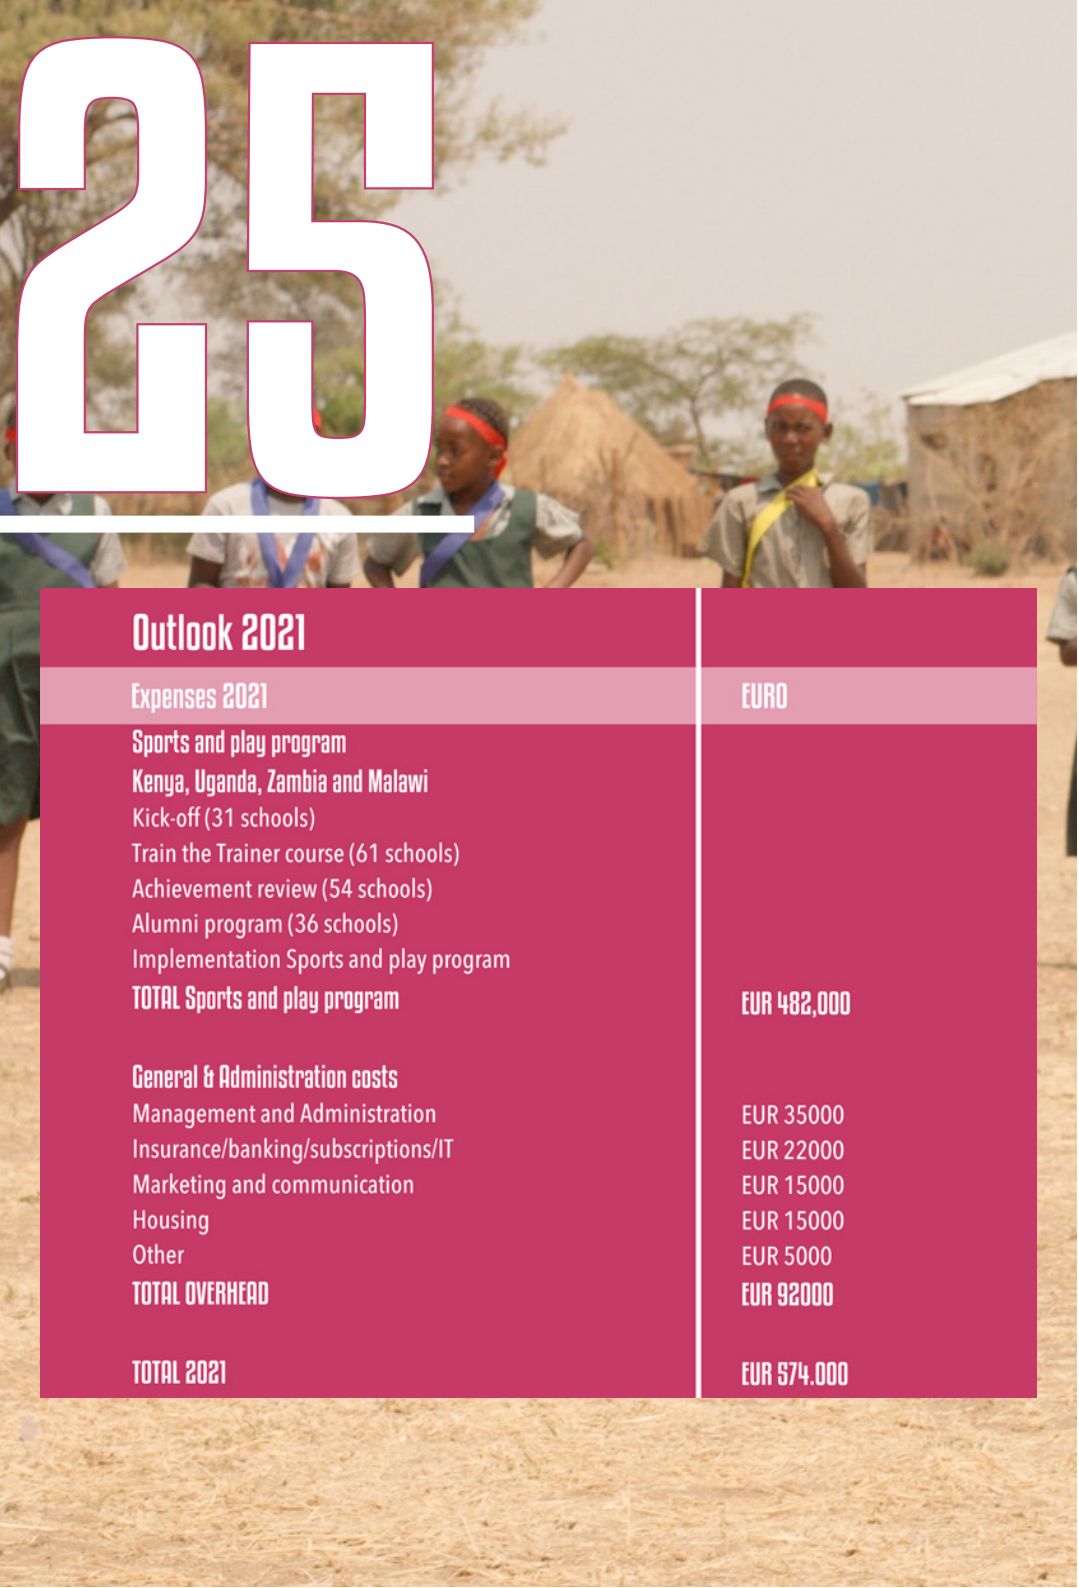 25
Outlook 2021
Expenses 2021 EURO
Sports and play program
Kenya, Uganda, Zambia and Malawi
Kick-off (31 schools)
Train the Trainer course (61 schools)
Achievement review (54 schools)
Alumni program (36 schools)
Implementation Sports and play program
TOTAL Sports and play program EUR 482,000
General & Administration costs
Management and Administration EUR 35000
Insurance/banking/subscriptions/IT EUR 22000
Marketing and communication EUR 15000
Housing EUR 15000
Other EUR 5000
TOTAL OVERHEAD EUR 92000
TOTAL 2021 EUR 574.000